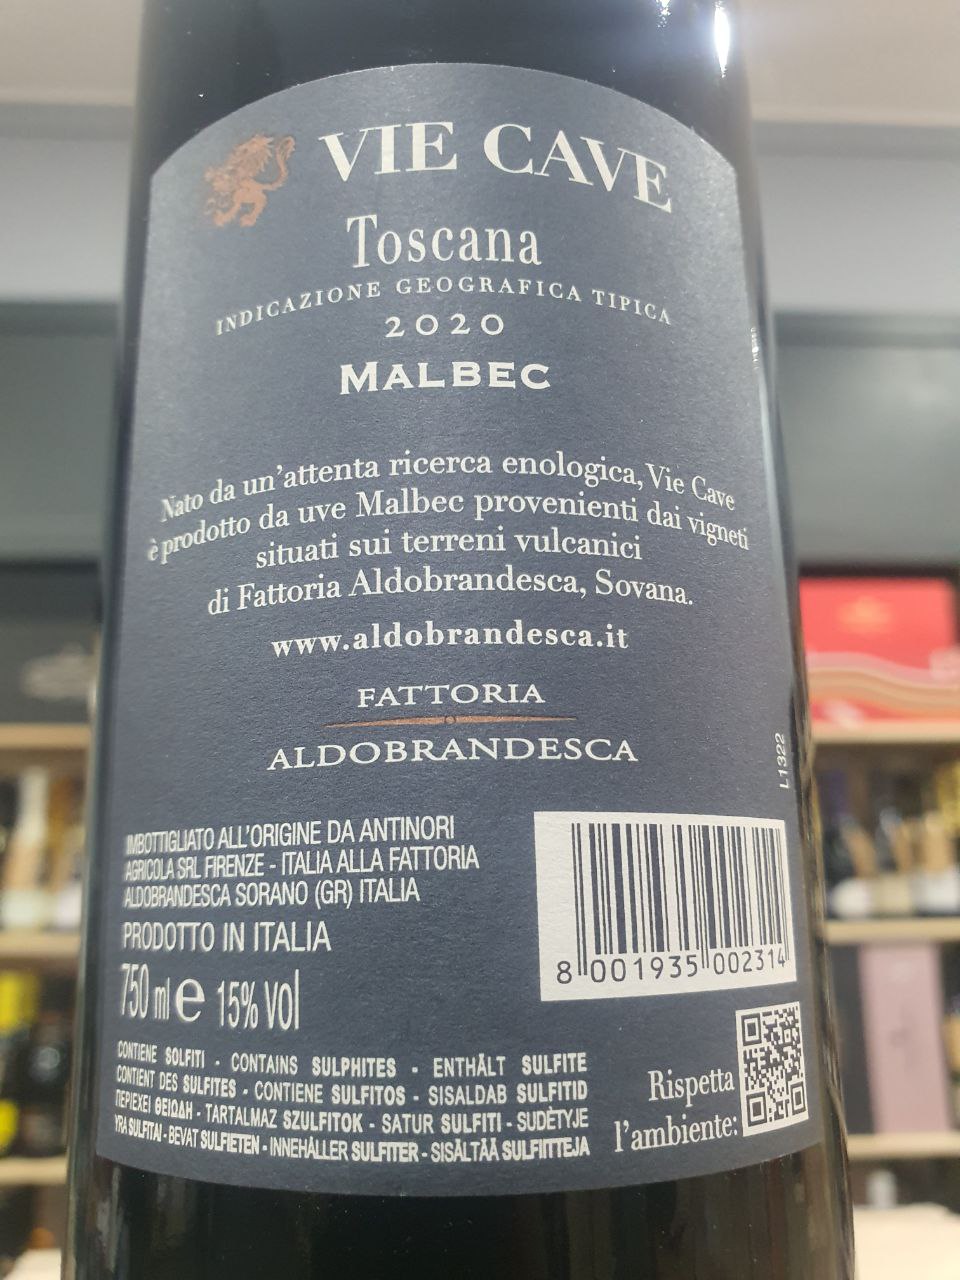 VIE CAVE
Toscana
INDICAZIONE GEOGRAFICA TIPICA
2020
MALBEC
Nato da un'attenta ricerca enologica, Vie Cave
è prodotto da uve Malbec provenienti dai vigneti
situati sui terreni vulcanici
di Fattoria Aldobrandesca, Sovana.
www.aldobrandesca.it
FATTORIA
ALDOBRANDESCA
L1322
IMBOTTIGLIATO ALL'ORIGINE DA ANTINORI
AGRICOLA SRL FIRENZE - ITALIA ALLA FATTORIA
ALDOBRANDESCA SORANO (GR) ITALIA
PRODOTTO IN ITALIA
750 ml e 15% Vol
8 001935 002314
CONTIENE SOLFITI - CONTAINS SULPHITES - ENTHÄLT SULFITE
CONTIENT DES SULFITES - CONTIENE SULFITOS - SISALDAB SULFITID
ΠΕΡΙΕΧΕΙ ΘΕΙΩΔΗ - TARTALMAZ SZULFITOK - SATUR SULFITI - SUDĖTYJE
YRA SULFITAI - BEVAT SULFIETEN - INNEHÅLLER SULFITER - SISÄLTÄÄ SULFIITTEJA
Rispetta
l'ambiente: